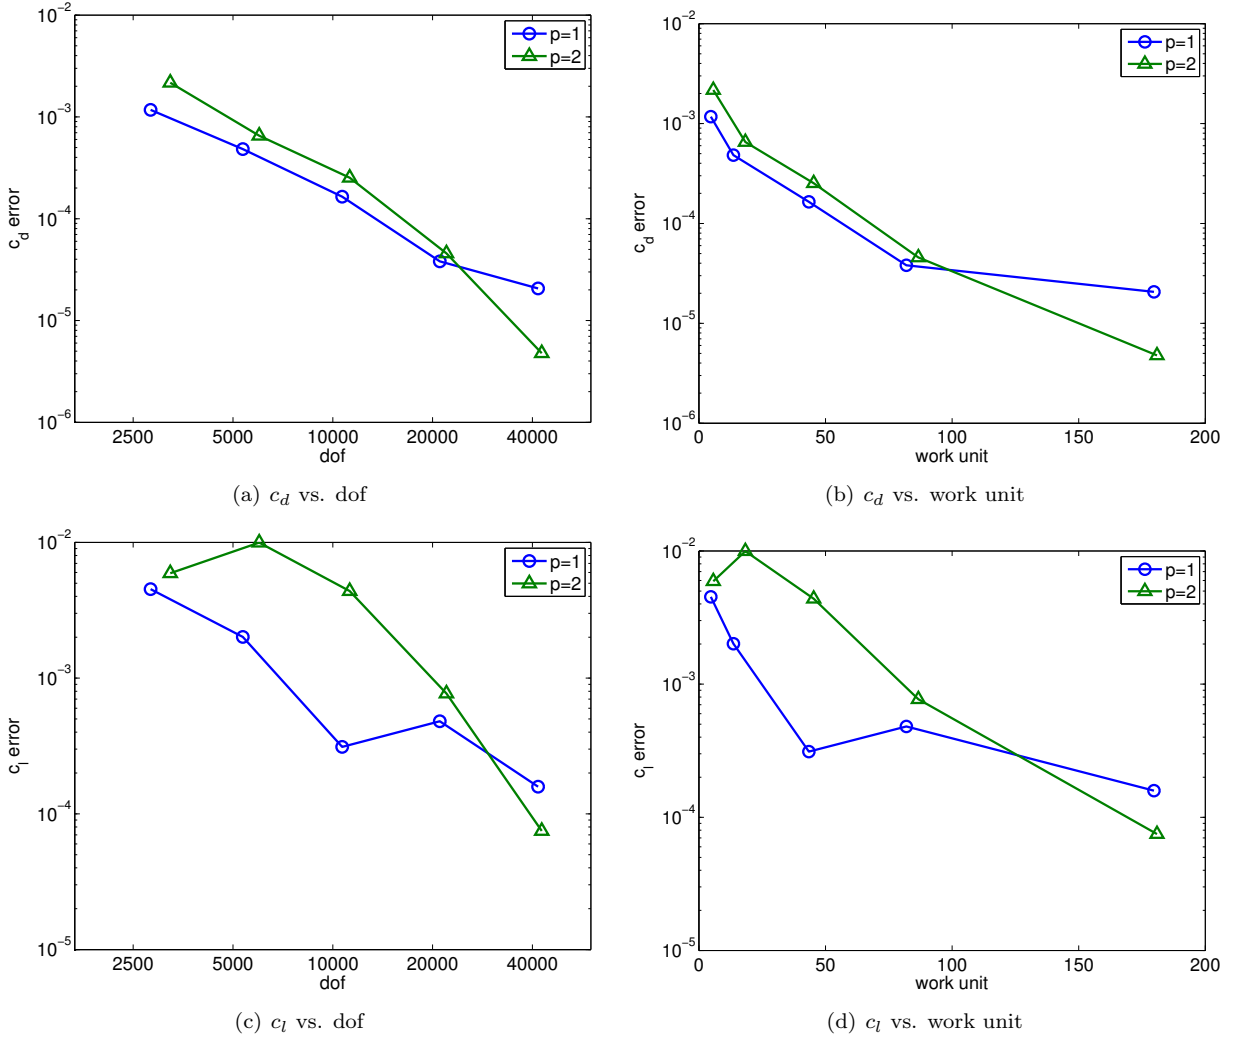 10^−2
10^−3
10^−4
10^−5
10^−6
c_d error
p=1
p=2
2500 5000 10000 20000 40000
dof
(a) c_d vs. dof
10^−2
10^−3
10^−4
10^−5
10^−6
c_d error
p=1
p=2
0 50 100 150 200
work unit
(b) c_d vs. work unit
10^−2
10^−3
10^−4
10^−5
c_l error
p=1
p=2
2500 5000 10000 20000 40000
dof
(c) c_l vs. dof
10^−2
10^−3
10^−4
10^−5
c_l error
p=1
p=2
0 50 100 150 200
work unit
(d) c_l vs. work unit